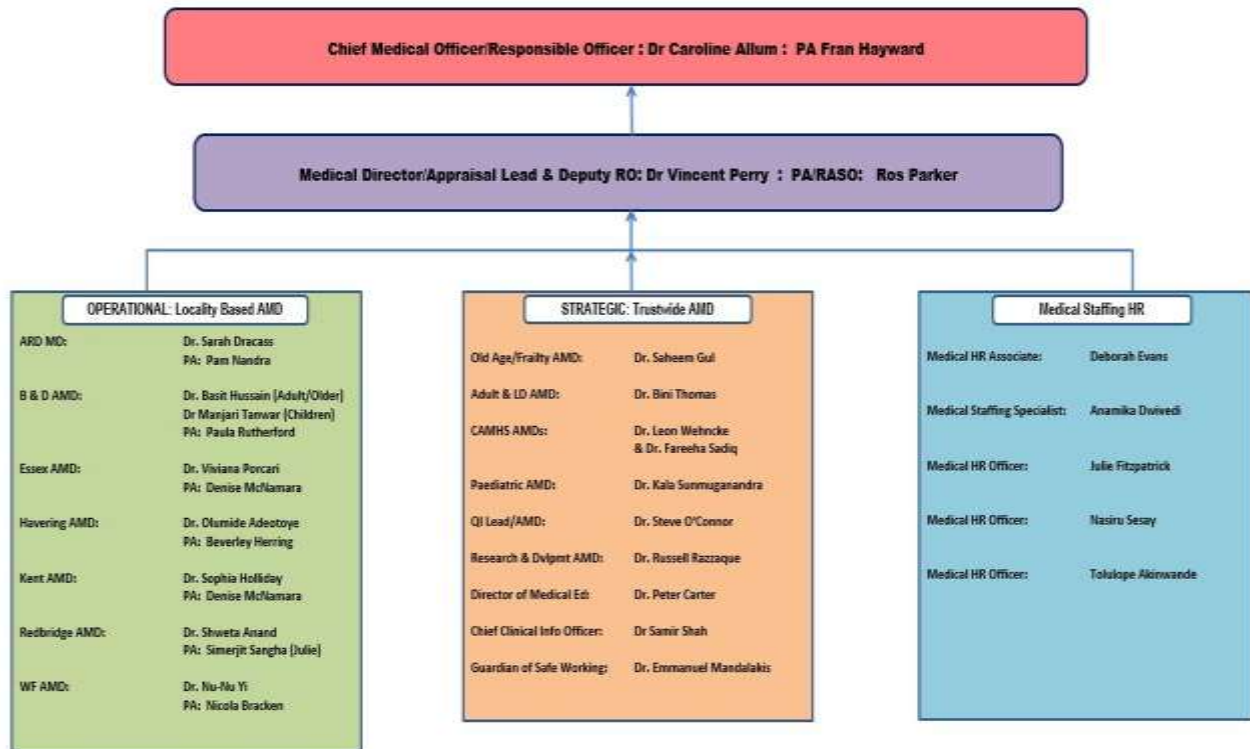 Chief Medical Officer/Responsible Officer : Dr Caroline Allum : PA Fran Hayward
Medical Director/Appraisal Lead & Deputy RO: Dr Vincent Perry : PA/RASO: Ros Parker
OPERATIONAL: Locality Based AMD
ARD MD: Dr. Sarah Dracass
PA: Pam Nandra
B & D AMD: Dr. Basit Hussain (Adult/Older)
Dr Manjari Tanwar (Children)
PA: Paula Rutherford
Essex AMD: Dr. Viviana Porcari
PA: Denise McNamara
Havering AMD: Dr. Olumide Adeotoye
PA: Beverley Herring
Kent AMD: Dr. Sophia Holliday
PA: Denise McNamara
Redbridge AMD: Dr. Shweta Anand
PA: Simerjit Sangha (Julie)
WF AMD: Dr. Nu-Nu Yi
PA: Nicola Bracken
STRATEGIC: Trustwide AMD
Old Age/Frailty AMD: Dr. Saheem Gul
Adult & LD AMD: Dr. Bini Thomas
CAMHS AMDs: Dr. Leon Wehncke
& Dr. Fareeha Sadiq
Paediatric AMD: Dr. Kala Sunmuganandra
QI Lead/AMD: Dr. Steve O'Connor
Research & Dvlpmt AMD: Dr. Russell Razzaque
Director of Medical Ed: Dr. Peter Carter
Chief Clinical Info Officer: Dr Samir Shah
Guardian of Safe Working: Dr. Emmanuel Mandalakis
Medical Staffing HR
Medical HR Associate: Deborah Evans
Medical Staffing Specialist: Anamika Dwivedi
Medical HR Officer: Julie Fitzpatrick
Medical HR Officer: Nasiru Sesay
Medical HR Officer: Tolulope Akinwande